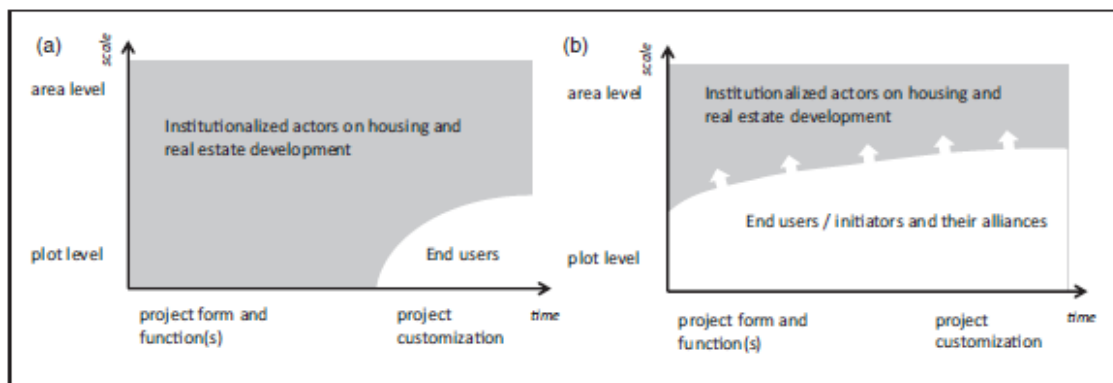 (a)
scale
area level
Institutionalized actors on housing and
real estate development
plot level
End users
project form and
function(s)
project
customization
time
(b)
scale
area level
Institutionalized actors on housing and
real estate development
End users / initiators and their alliances
plot level
project form and
function(s)
project
customization
time